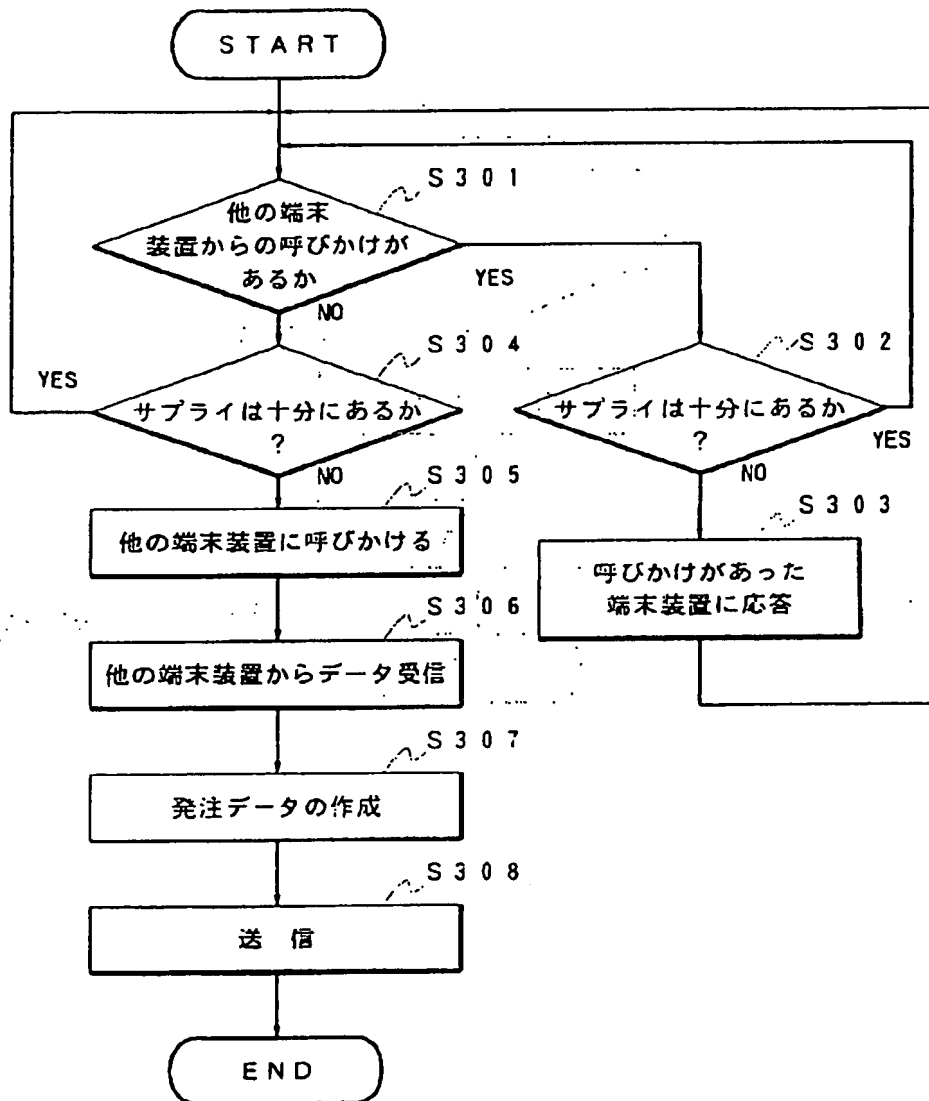 START
S301
他の端末
装置からの呼びかけが
あるか
YES
NO
S304
S302
YES
サプライは十分にあるか
?
NO
サプライは十分にあるか
?
YES
NO
S305
他の端末装置に呼びかける
S303
呼びかけがあった
端末装置に応答
S306
他の端末装置からデータ受信
S307
発注データの作成
S308
送信
END